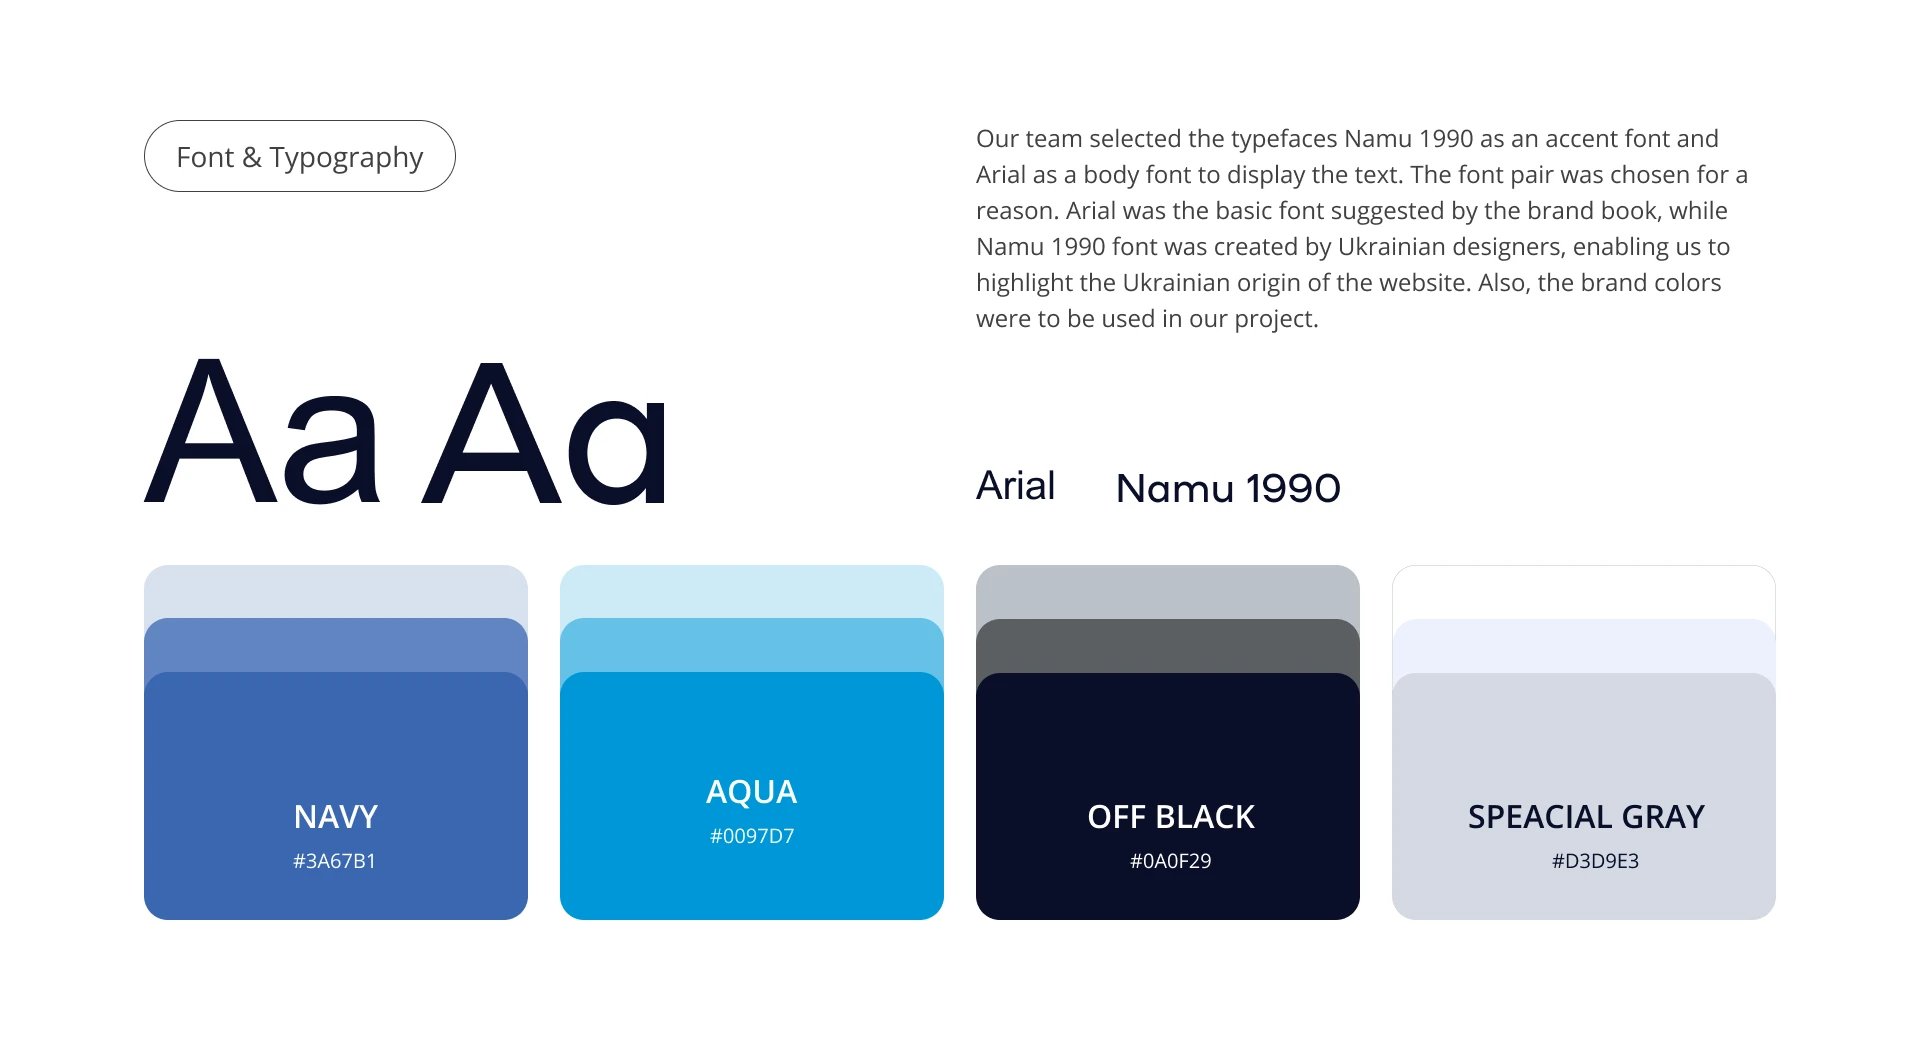 Font & Typography
Our team selected the typefaces Namu 1990 as an accent font and
Arial as a body font to display the text. The font pair was chosen for a
reason. Arial was the basic font suggested by the brand book, while
Namu 1990 font was created by Ukrainian designers, enabling us to
highlight the Ukrainian origin of the website. Also, the brand colors
were to be used in our project.
Aa Aa
Arial Namu 1990
NAVY
#3A67B1
AQUA
#0097D7
OFF BLACK
#0A0F29
SPEACIAL GRAY
#D3D9E3